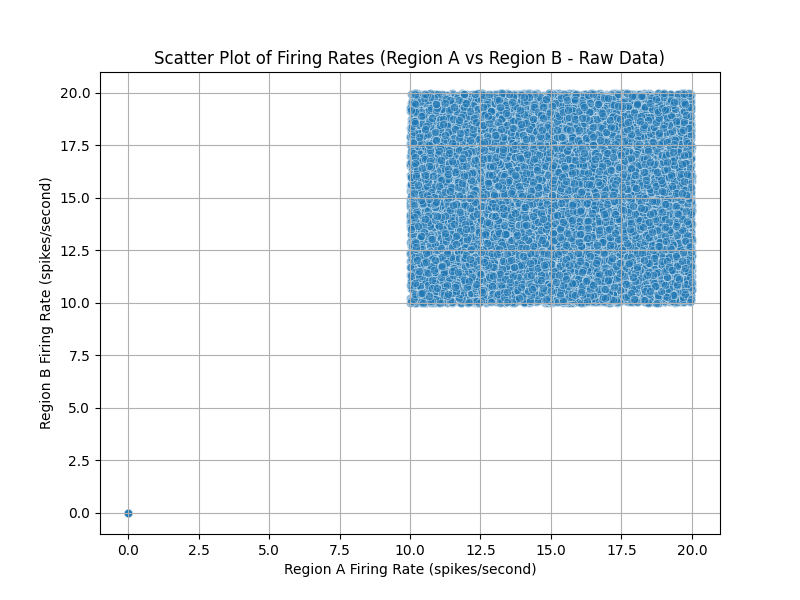 Scatter Plot of Firing Rates (Region A vs Region B - Raw Data)
20.0
17.5
15.0
12.5
10.0
7.5
5.0
2.5
0.0
Region B Firing Rate (spikes/second)
0.0 2.5 5.0 7.5 10.0 12.5 15.0 17.5 20.0
Region A Firing Rate (spikes/second)